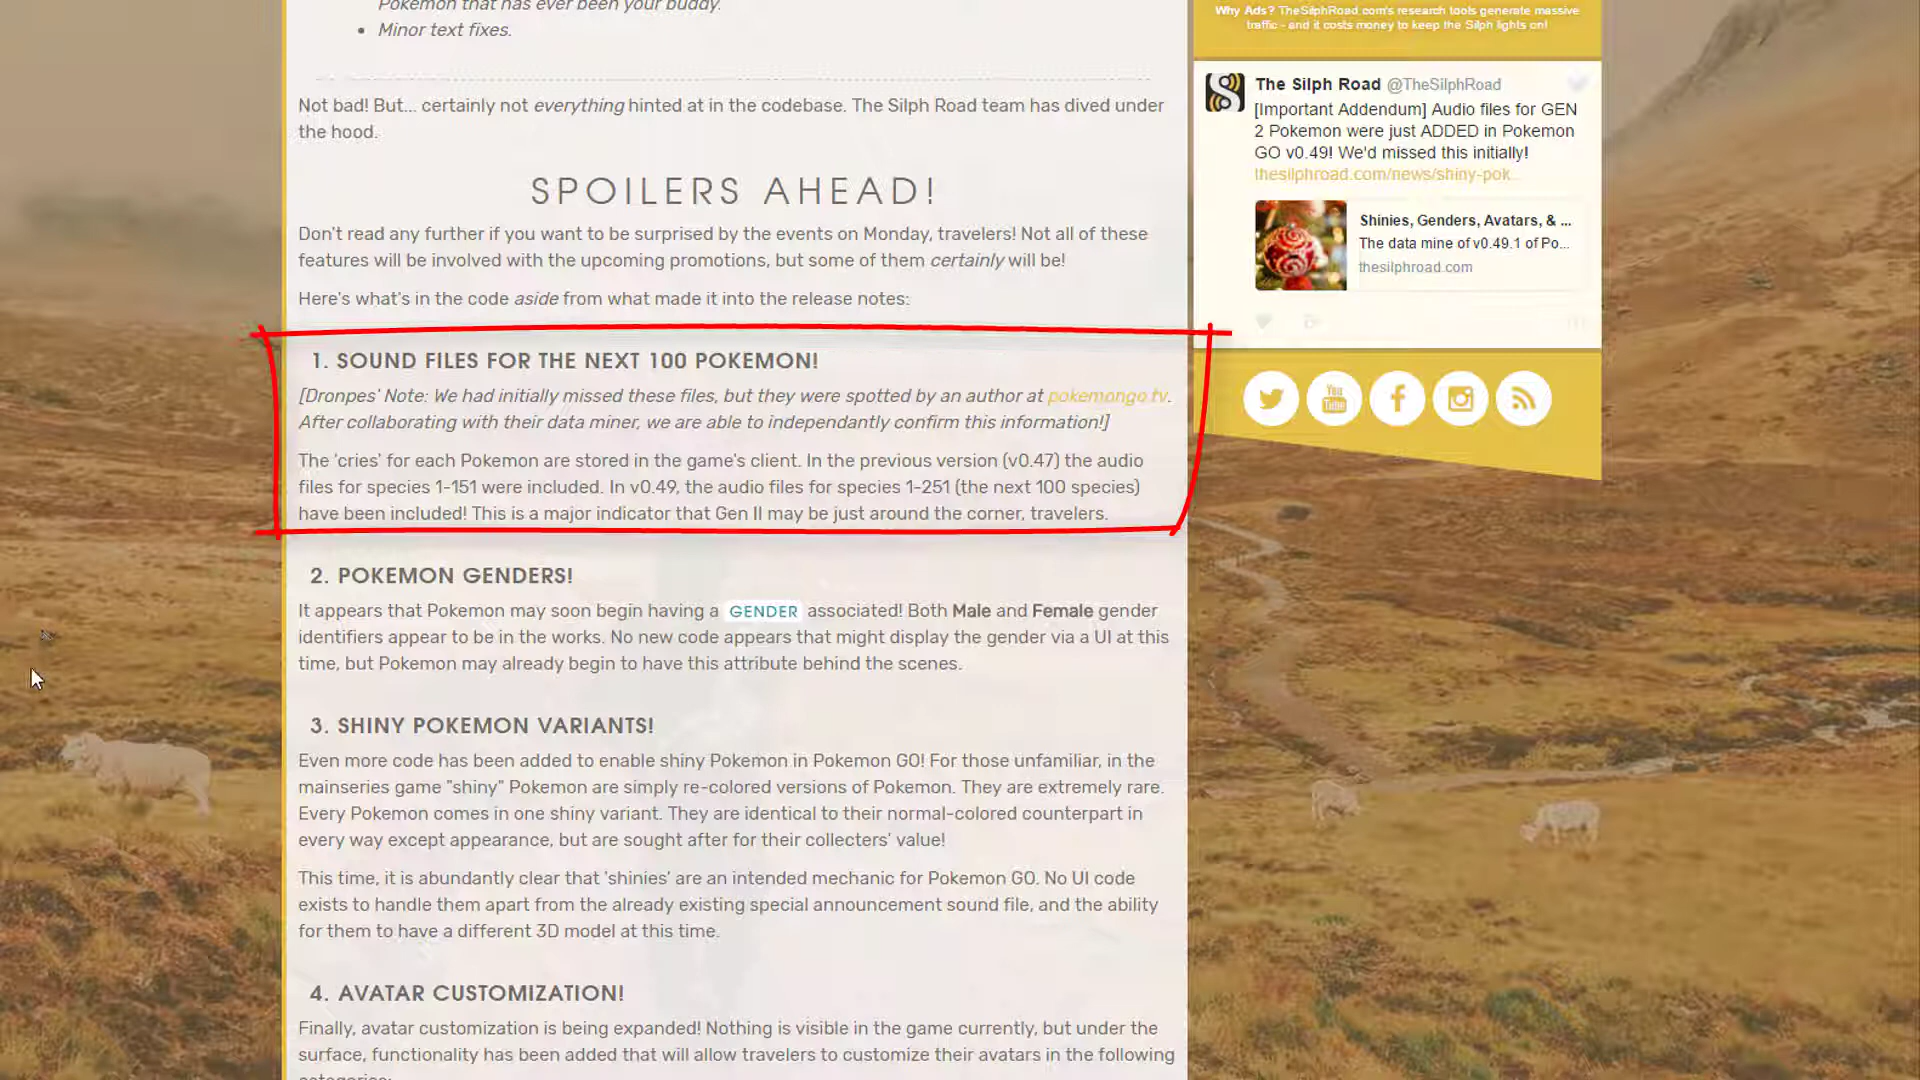 Pokemon that has ever been your buddy.
• Minor text fixes.
Not bad! But... certainly not everything hinted at in the codebase. The Silph Road team has dived under
the hood.
SPOILERS AHEAD!
Don't read any further if you want to be surprised by the events on Monday, travelers! Not all of these
features will be involved with the upcoming promotions, but some of them certainly will be!
Here's what's in the code aside from what made it into the release notes:
1. SOUND FILES FOR THE NEXT 100 POKEMON!
[Dronpes' Note: We had initially missed these files, but they were spotted by an author at pokemongo.tv.
After collaborating with their data miner, we are able to independantly confirm this information!]
The 'cries' for each Pokemon are stored in the game's client. In the previous version (v0.47) the audio
files for species 1-151 were included. In v0.49, the audio files for species 1-251 (the next 100 species)
have been included! This is a major indicator that Gen II may be just around the corner, travelers.
2. POKEMON GENDERS!
It appears that Pokemon may soon begin having a GENDER associated! Both Male and Female gender
identifiers appear to be in the works. No new code appears that might display the gender via a UI at this
time, but Pokemon may already begin to have this attribute behind the scenes.
3. SHINY POKEMON VARIANTS!
Even more code has been added to enable shiny Pokemon in Pokemon GO! For those unfamiliar, in the
mainseries game "shiny" Pokemon are simply re-colored versions of Pokemon. They are extremely rare.
Every Pokemon comes in one shiny variant. They are identical to their normal-colored counterpart in
every way except appearance, but are sought after for their collecters' value!
This time, it is abundantly clear that 'shinies' are an intended mechanic for Pokemon GO. No UI code
exists to handle them apart from the already existing special announcement sound file, and the ability
for them to have a different 3D model at this time.
4. AVATAR CUSTOMIZATION!
Finally, avatar customization is being expanded! Nothing is visible in the game currently, but under the
surface, functionality has been added that will allow travelers to customize their avatars in the following
categories:
Why Ads? TheSilphRoad.com's research tools generate massive
traffic - and it costs money to keep the Silph lights on!
The Silph Road @TheSilphRoad
[Important Addendum] Audio files for GEN
2 Pokemon were just ADDED in Pokemon
GO v0.49! We'd missed this initially!
thesilphroad.com/news/shiny-pok...
Shinies, Genders, Avatars, & ...
The data mine of v0.49.1 of Po...
thesilphroad.com
You
Tube